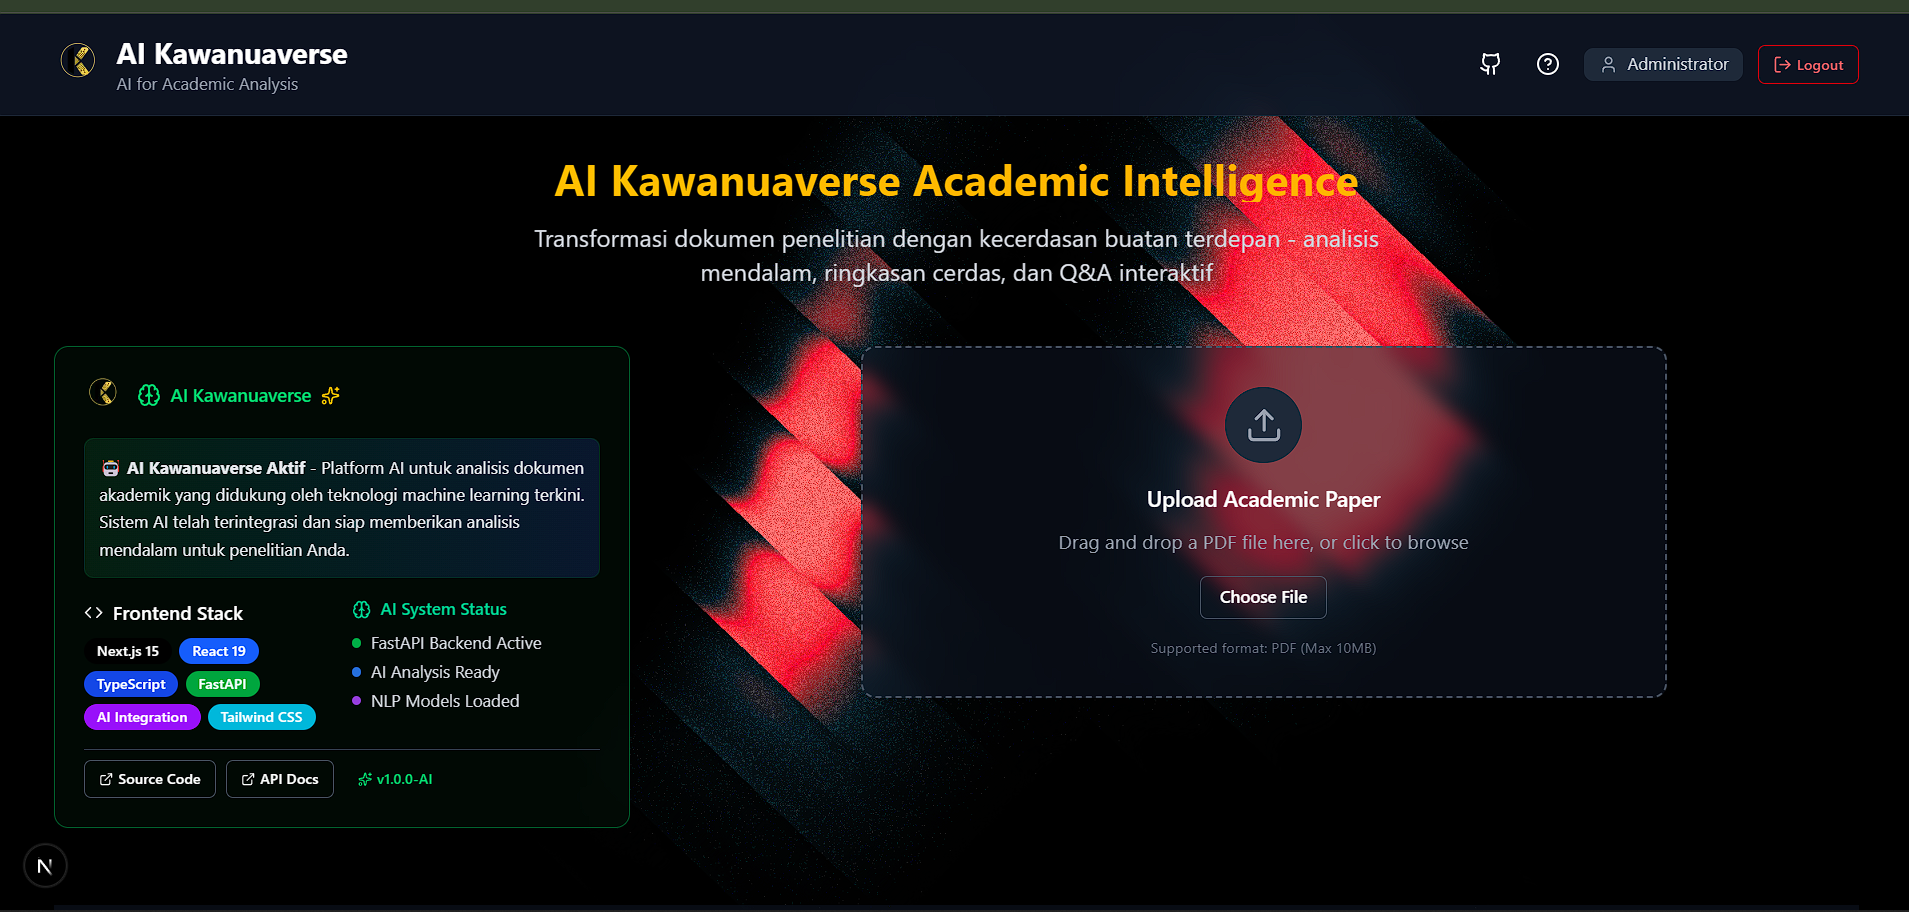 AI Kawanuaverse
AI for Academic Analysis
Administrator
Logout
AI Kawanuaverse Academic Intelligence
Transformasi dokumen penelitian dengan kecerdasan buatan terdepan - analisis
mendalam, ringkasan cerdas, dan Q&A interaktif
AI Kawanuaverse
AI Kawanuaverse Aktif - Platform AI untuk analisis dokumen
akademik yang didukung oleh teknologi machine learning terkini.
Sistem AI telah terintegrasi dan siap memberikan analisis
mendalam untuk penelitian Anda.
Frontend Stack
Next.js 15
React 19
TypeScript
FastAPI
AI Integration
Tailwind CSS
AI System Status
FastAPI Backend Active
AI Analysis Ready
NLP Models Loaded
Source Code
API Docs
v1.0.0-AI
Upload Academic Paper
Drag and drop a PDF file here, or click to browse
Choose File
Supported format: PDF (Max 10MB)
N